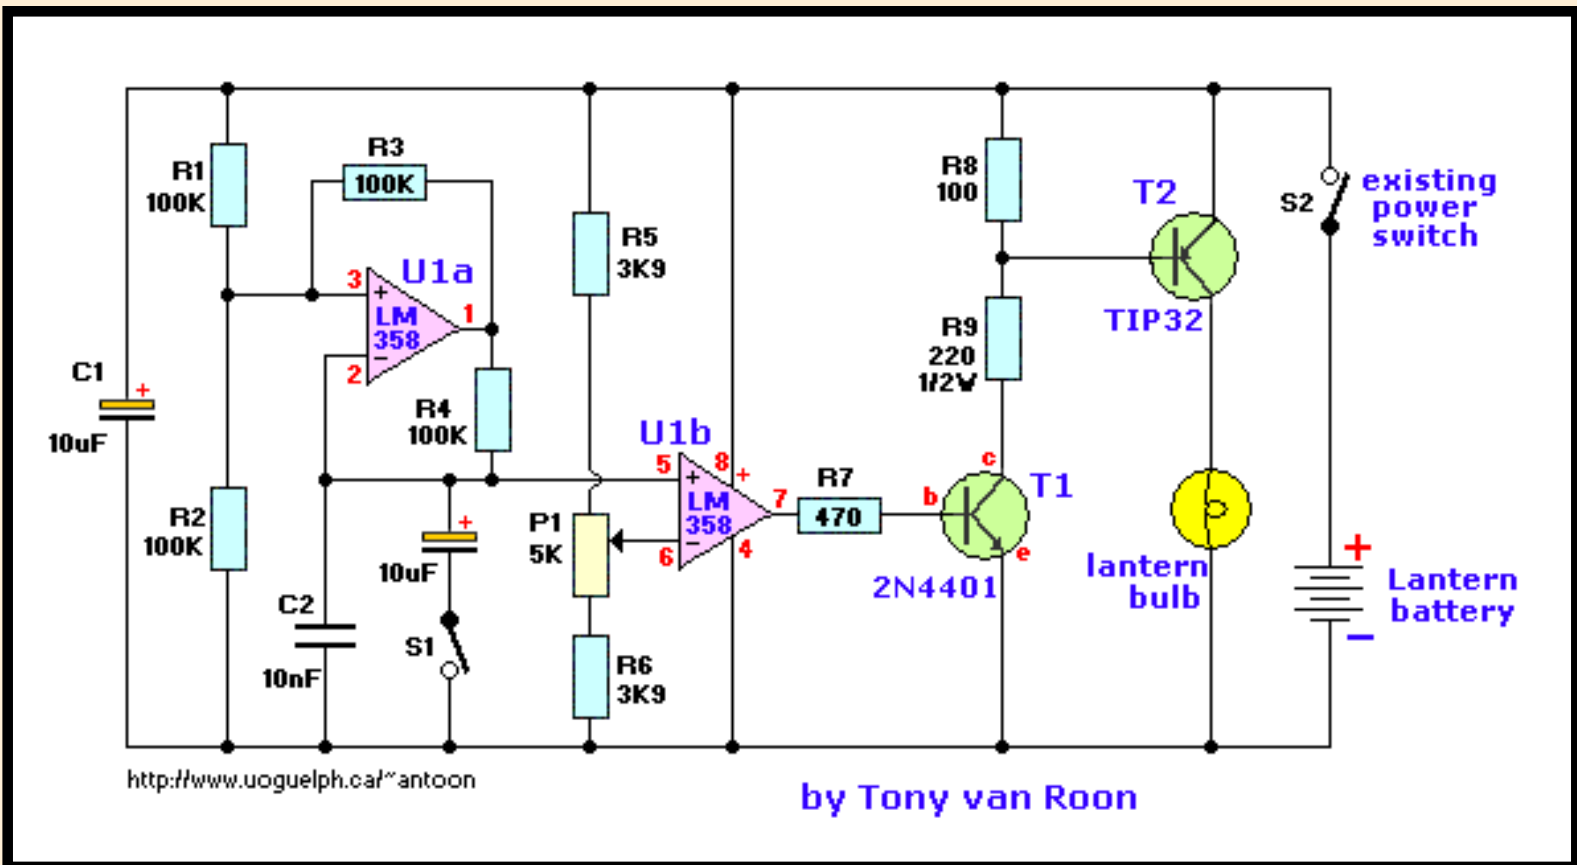 R1
100K
R3
100K
U1a
3
+
LM
358
1
−
2
C1
+
10uF
R4
100K
R2
100K
C2
10nF
+
10uF
S1
R5
3K9
P1
5K
R6
3K9
U1b
5
8
+
+
LM
358
7
−
6
4
R7
470
R8
100
R9
220
1/2W
c
b
e
T1
2N4401
T2
TIP32
lantern
bulb
S2
existing
power
switch
+
Lantern
battery
−
http://www.uoguelph.ca/~antoon
by Tony van Roon